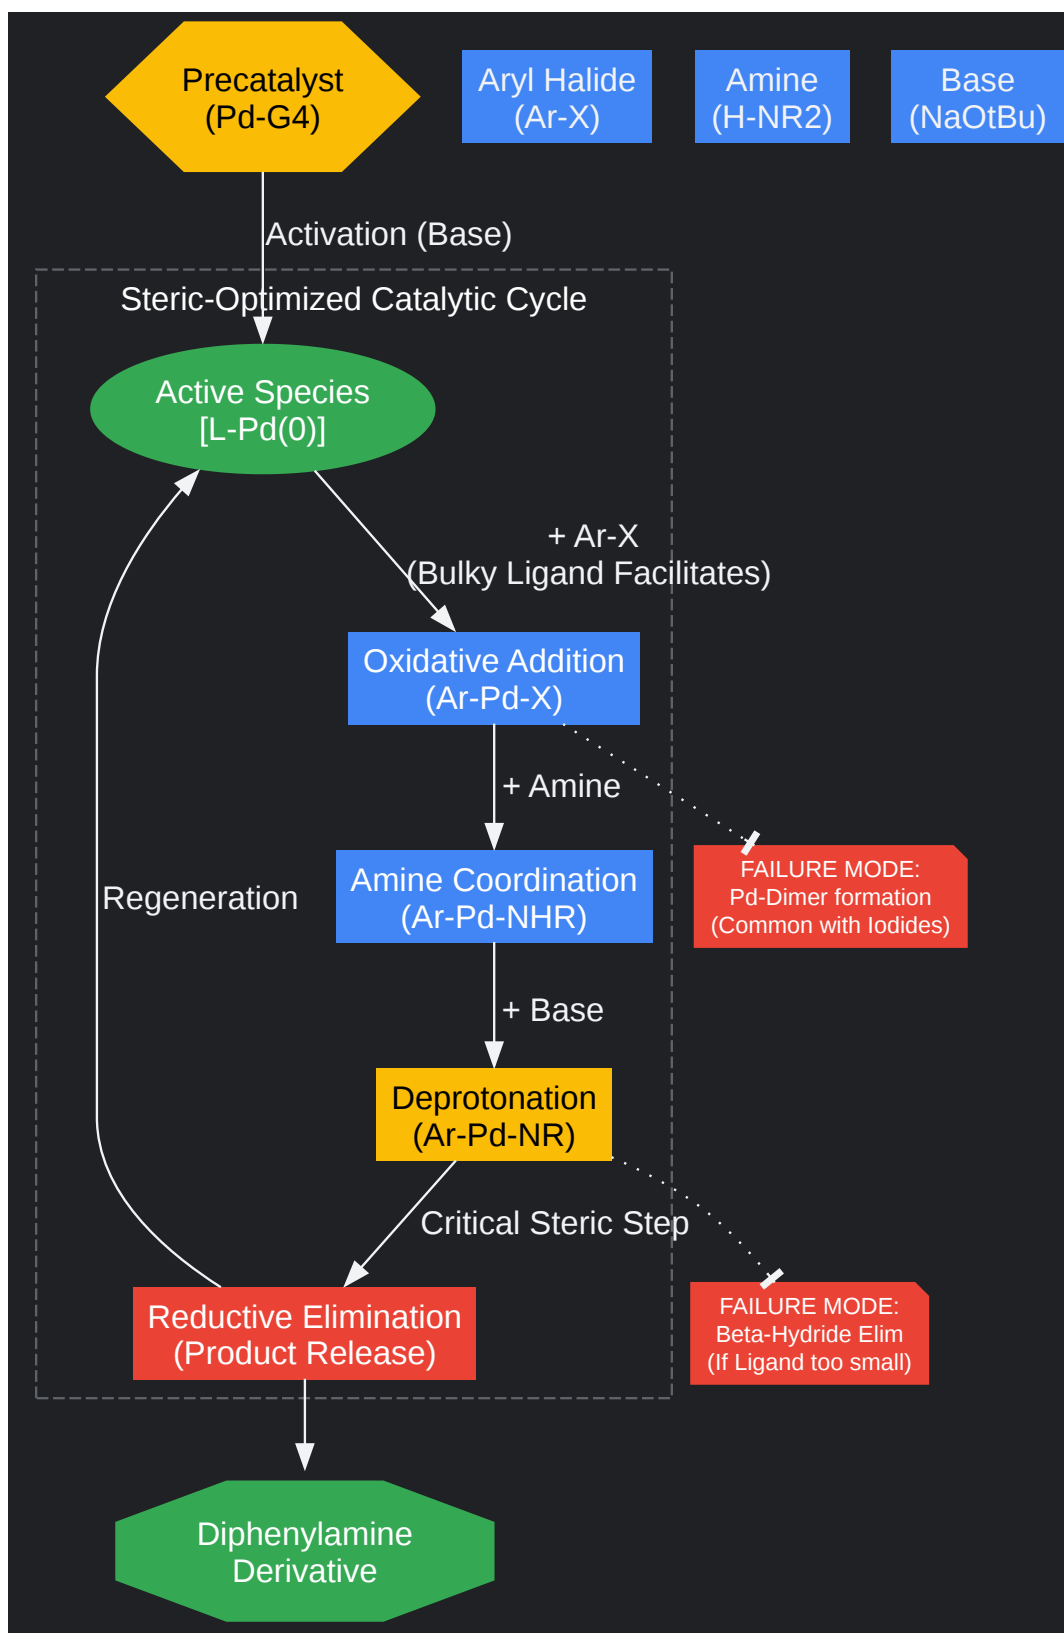 Precatalyst
(Pd-G4)
Aryl Halide
(Ar-X)
Amine
(H-NR2)
Base
(NaOtBu)
Activation (Base)
Steric-Optimized Catalytic Cycle
Active Species
[L-Pd(0)]
+ Ar-X
(Bulky Ligand Facilitates)
Oxidative Addition
(Ar-Pd-X)
+ Amine
Amine Coordination
(Ar-Pd-NHR)
Regeneration
FAILURE MODE:
Pd-Dimer formation
(Common with Iodides)
+ Base
Deprotonation
(Ar-Pd-NR)
Critical Steric Step
Reductive Elimination
(Product Release)
FAILURE MODE:
Beta-Hydride Elim
(If Ligand too small)
Diphenylamine
Derivative